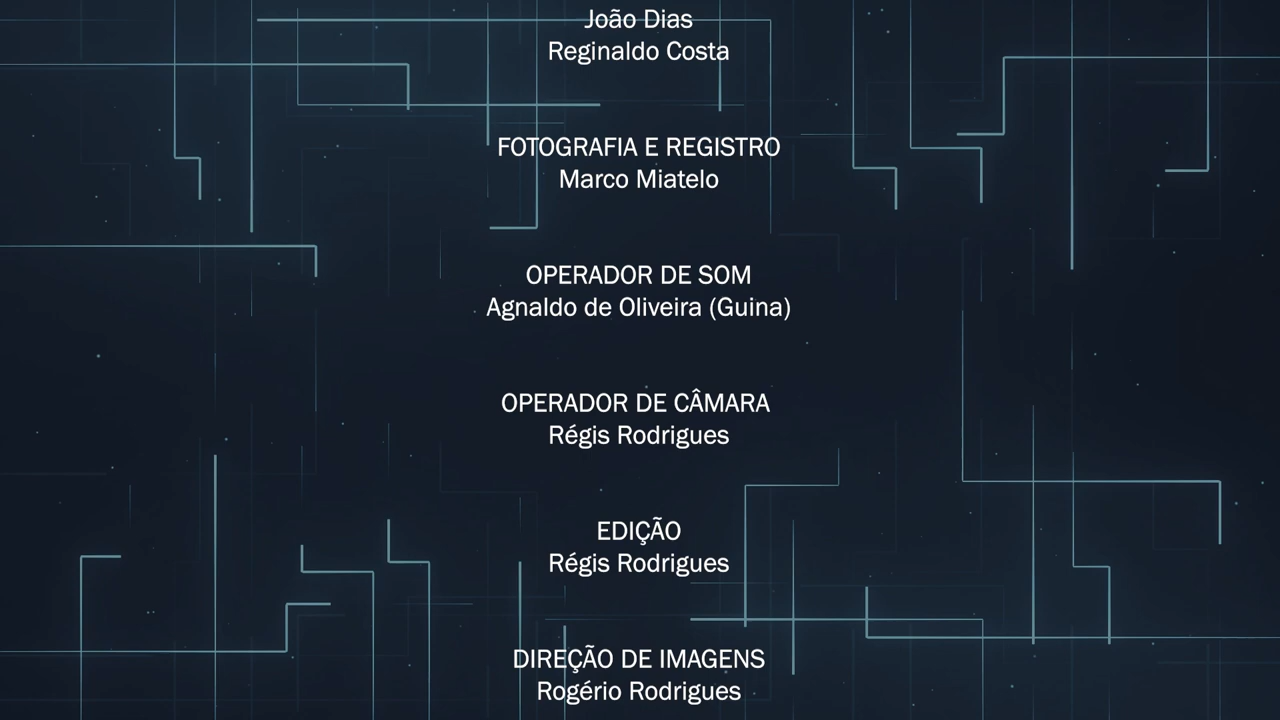 João Dias
Reginaldo Costa
FOTOGRAFIA E REGISTRO
Marco Miatelo
OPERADOR DE SOM
Agnaldo de Oliveira (Guina)
OPERADOR DE CÂMARA
Régis Rodrigues
EDIÇÃO
Régis Rodrigues
DIREÇÃO DE IMAGENS
Rogério Rodrigues